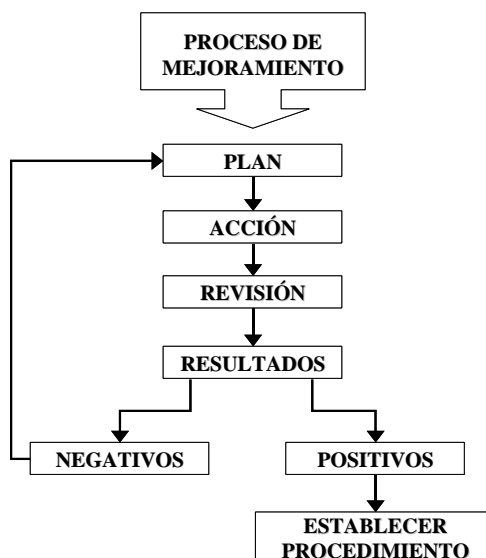 PROCESO DE
MEJORAMIENTO
PLAN
ACCIÓN
REVISIÓN
RESULTADOS
NEGATIVOS
POSITIVOS
ESTABLECER
PROCEDIMIENTO